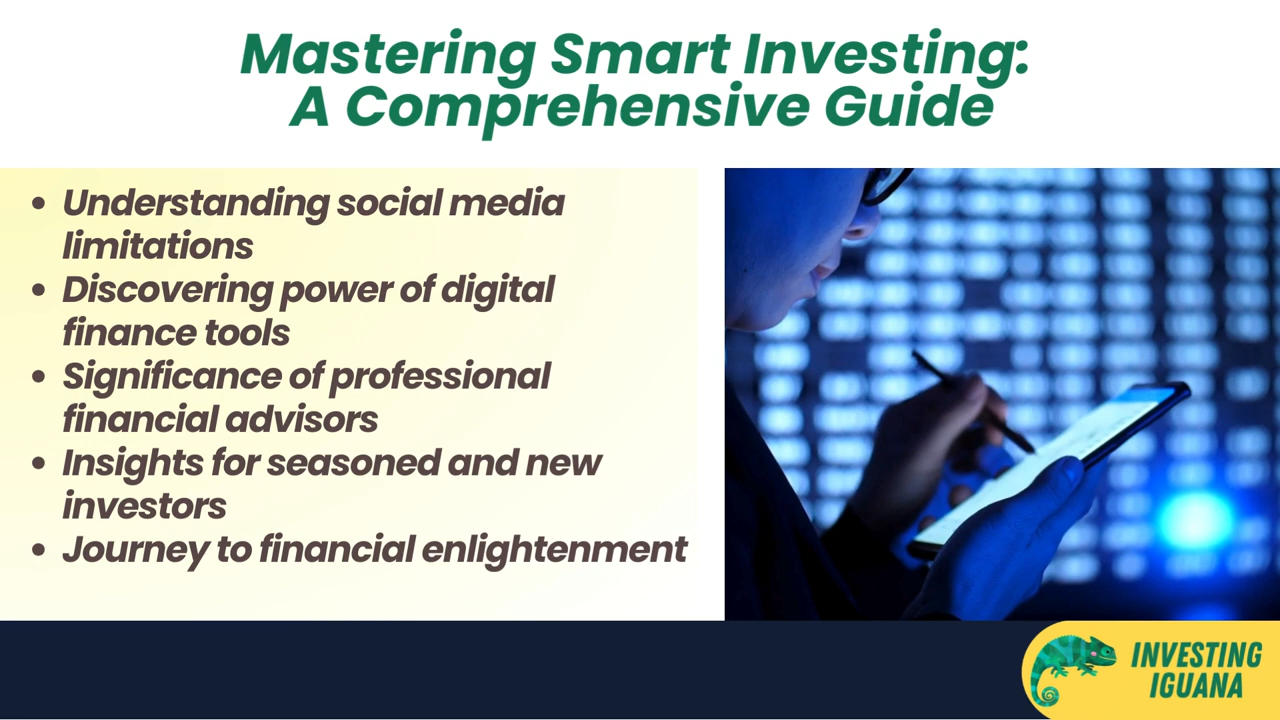 Mastering Smart Investing:
A Comprehensive Guide
• Understanding social media
limitations
• Discovering power of digital
finance tools
• Significance of professional
financial advisors
• Insights for seasoned and new
investors
• Journey to financial enlightenment
INVESTING
IGUANA